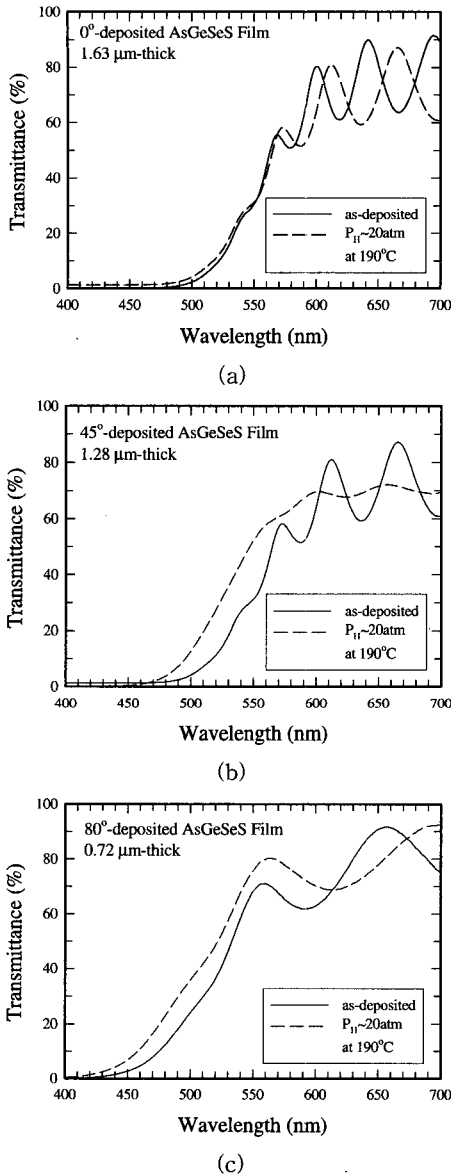 100
80
60
40
20
0
Transmittance (%)
0°-deposited AsGeSeS Film
1.63 μm-thick
as-deposited
P_H~20atm
at 190°C
400 450 500 550 600 650 700
Wavelength (nm)
(a)
100
80
60
40
20
0
Transmittance (%)
45°-deposited AsGeSeS Film
1.28 μm-thick
as-deposited
P_H~20atm
at 190°C
400 450 500 550 600 650 700
Wavelength (nm)
(b)
100
80
60
40
20
0
Transmittance (%)
80°-deposited AsGeSeS Film
0.72 μm-thick
as-deposited
P_H~20atm
at 190°C
400 450 500 550 600 650 700
Wavelength (nm)
(c)